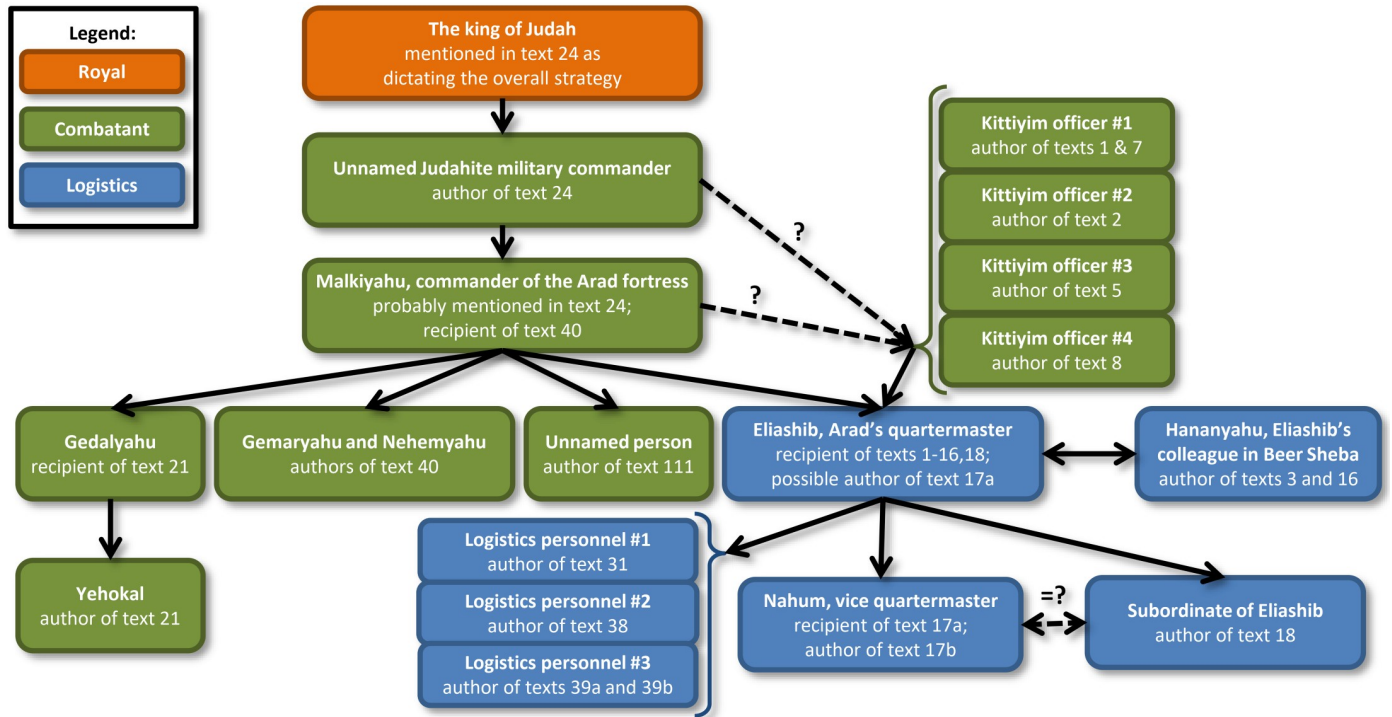 Legend:
Royal
Combatant
Logistics
The king of Judah
mentioned in text 24 as
dictating the overall strategy
Unnamed Judahite military commander
author of text 24
Malkiyahu, commander of the Arad fortress
probably mentioned in text 24;
recipient of text 40
?
?
Kittiyim officer #1
author of texts 1 & 7
Kittiyim officer #2
author of text 2
Kittiyim officer #3
author of text 5
Kittiyim officer #4
author of text 8
Gedalyahu
recipient of text 21
Gemaryahu and Nehemyahu
authors of text 40
Unnamed person
author of text 111
Eliashib, Arad's quartermaster
recipient of texts 1-16,18;
possible author of text 17a
Hananyahu, Eliashib's
colleague in Beer Sheba
author of texts 3 and 16
Yehokal
author of text 21
Logistics personnel #1
author of text 31
Logistics personnel #2
author of text 38
Logistics personnel #3
author of texts 39a and 39b
Nahum, vice quartermaster
recipient of text 17a;
author of text 17b
=?
Subordinate of Eliashib
author of text 18